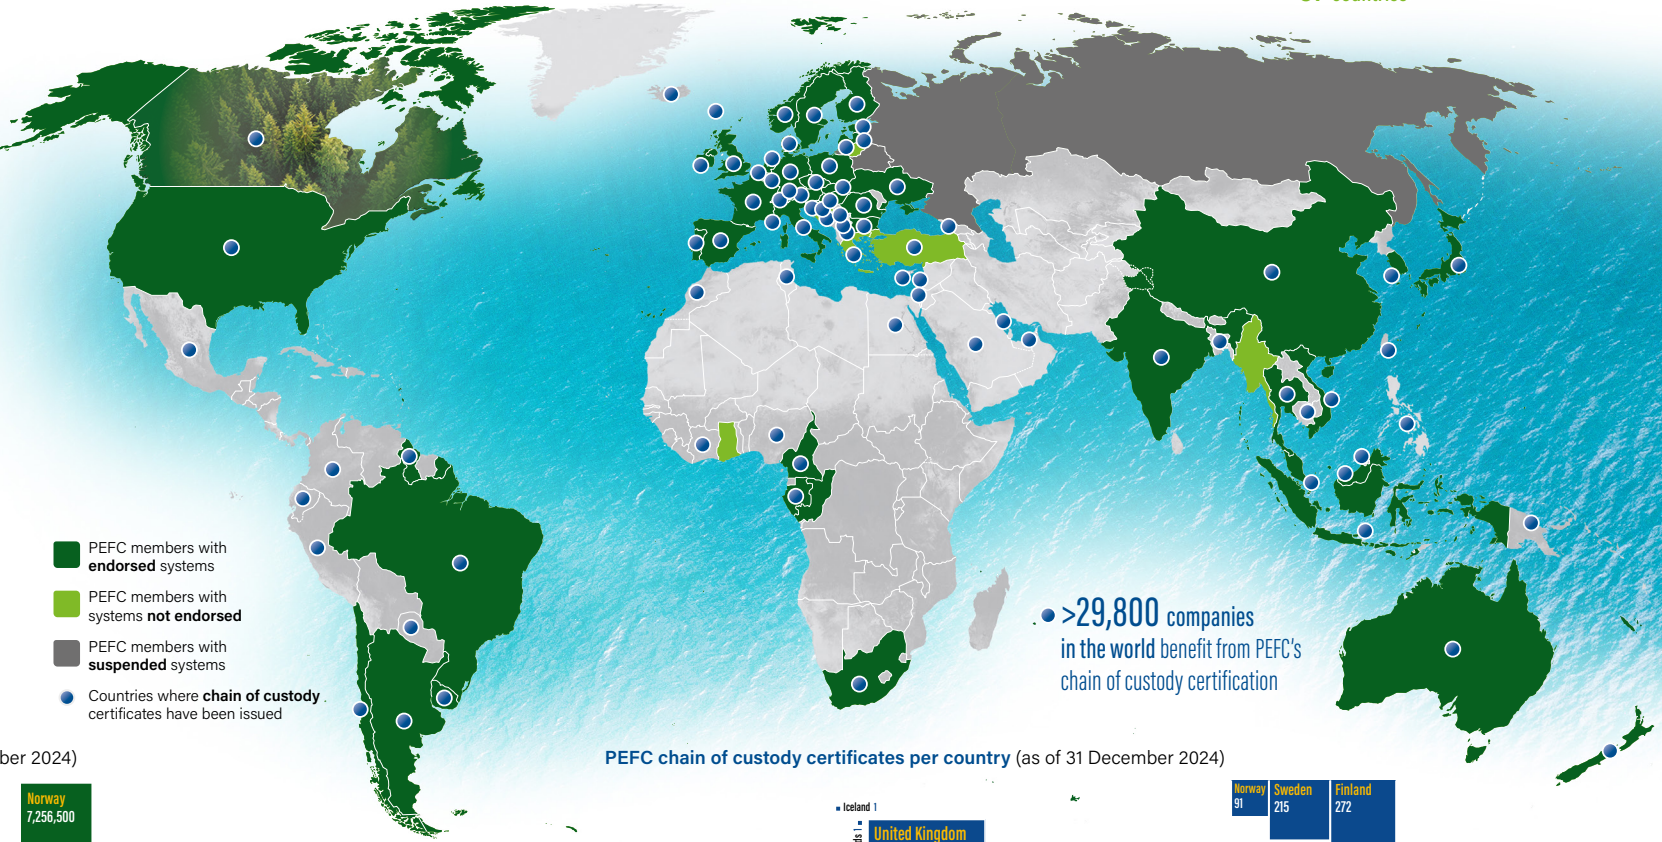 PEFC members with
endorsed systems
PEFC members with
systems not endorsed
PEFC members with
suspended systems
Countries where chain of custody
certificates have been issued
>29,800 companies
in the world benefit from PEFC's
chain of custody certification
ber 2024)
PEFC chain of custody certificates per country (as of 31 December 2024)
Norway
7,256,500
Iceland 1
ds 1
United Kingdom
Norway
91
Sweden
215
Finland
272